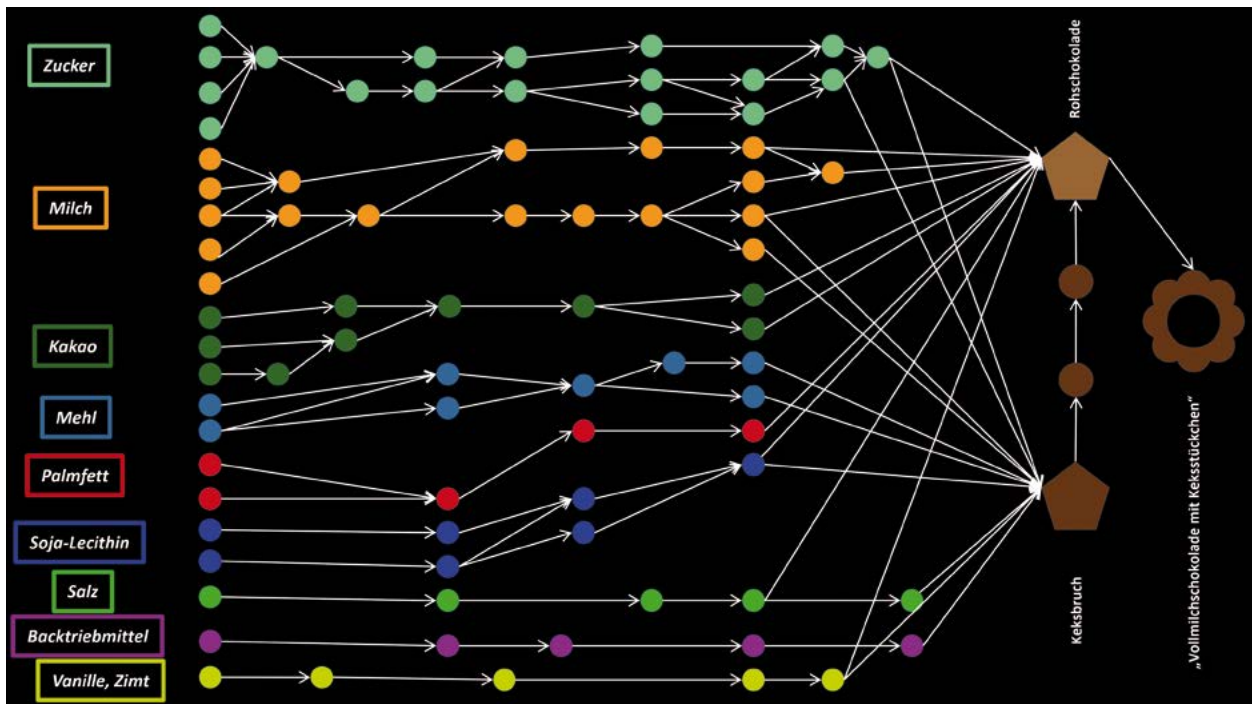 Zucker
Milch
Kakao
Mehl
Palmfett
Soja-Lecithin
Salz
Backtriebmittel
Vanille, Zimt
Rohschokolade
Keksbruch
„Vollmilchschokolade mit Keksstückchen“